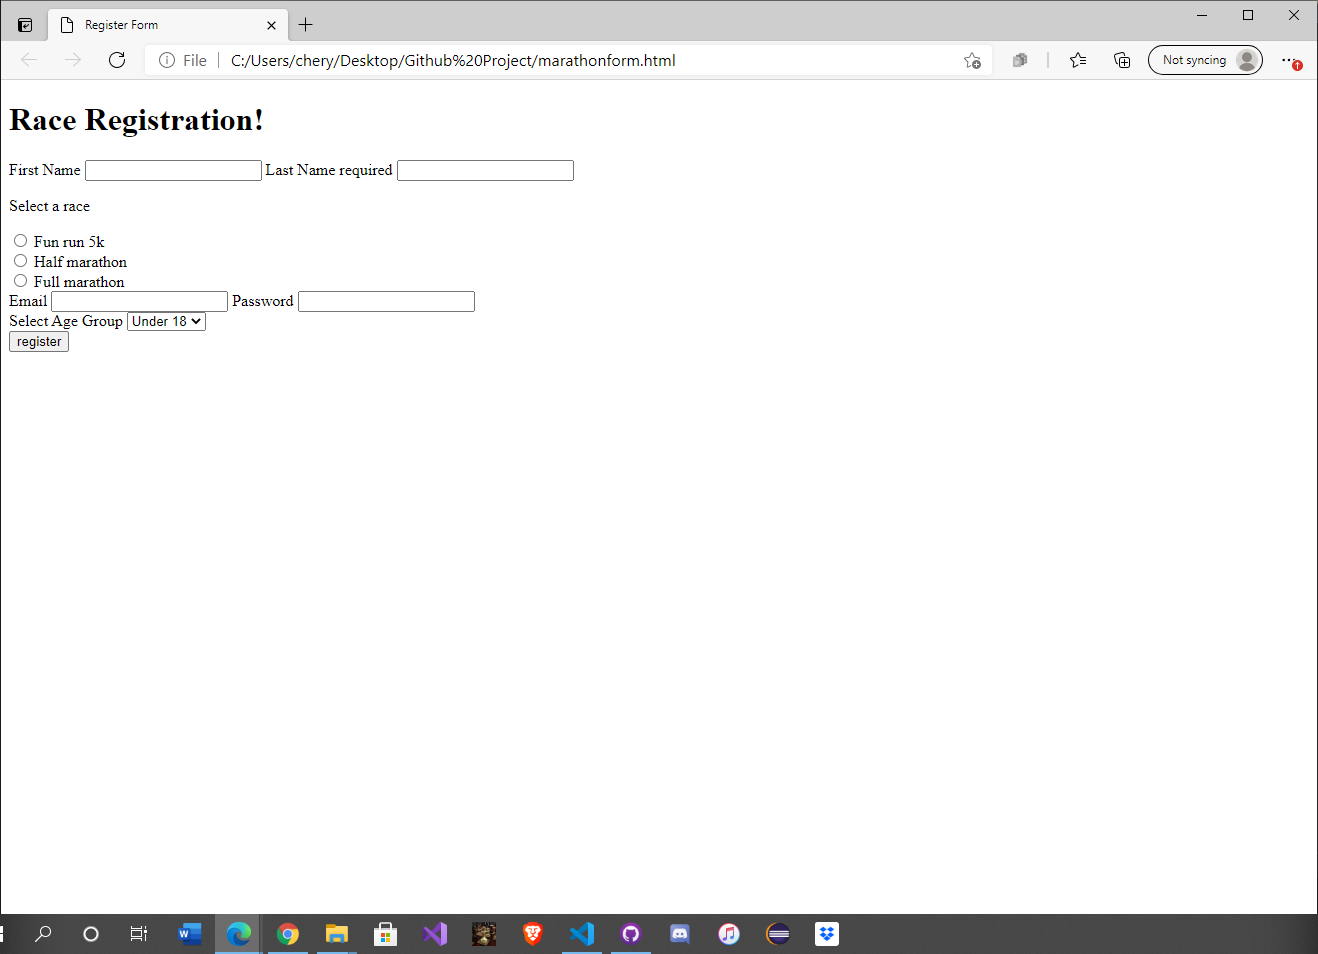 Register Form
File C:/Users/chery/Desktop/Github%20Project/marathonform.html Not syncing
Race Registration!
First Name Last Name required
Select a race
Fun run 5k
Half marathon
Full marathon
Email Password
Select Age Group Under 18
register